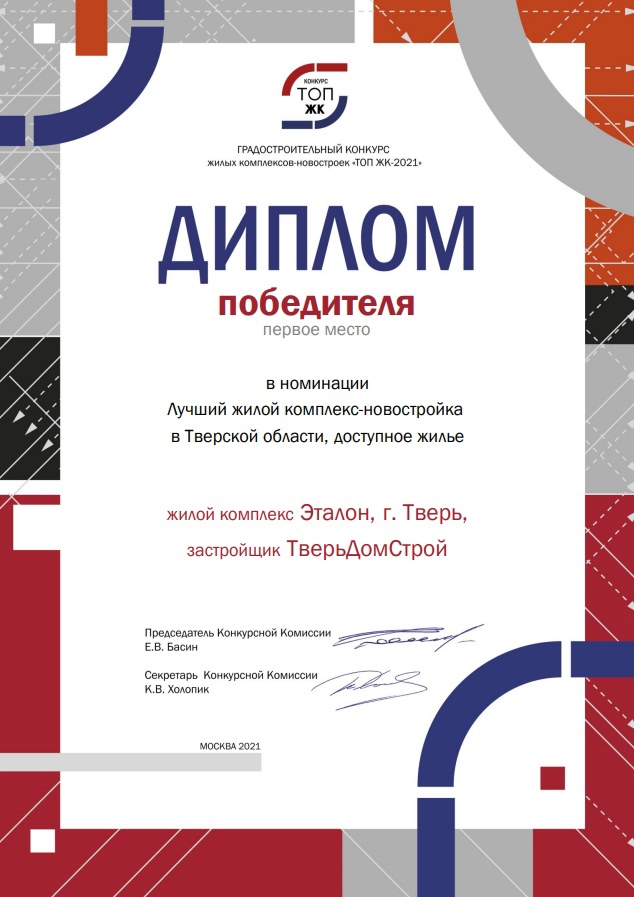 КОНКУРС
ТОП
ЖК
ГРАДОСТРОИТЕЛЬНЫЙ КОНКУРС
жилых комплексов-новостроек «ТОП ЖК-2021»
ДИПЛОМ
победителя
первое место
в номинации
Лучший жилой комплекс-новостройка
в Тверской области, доступное жилье
жилой комплекс Эталон, г. Тверь,
застройщик ТверьДомСтрой
Председатель Конкурсной Комиссии
Е.В. Басин
Секретарь Конкурсной Комиссии
К.В. Холопик
МОСКВА 2021